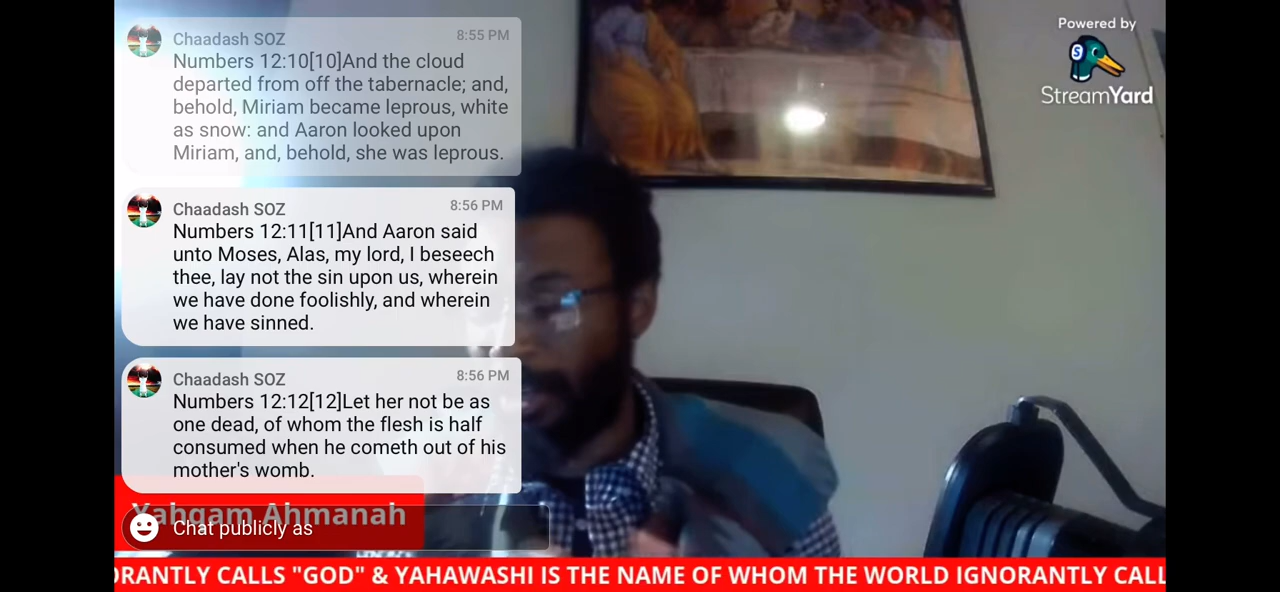 Chaadash SOZ 8:55 PM
Numbers 12:10[10]And the cloud
departed from off the tabernacle; and,
behold, Miriam became leprous, white
as snow: and Aaron looked upon
Miriam, and, behold, she was leprous.
Chaadash SOZ 8:56 PM
Numbers 12:11[11]And Aaron said
unto Moses, Alas, my lord, I beseech
thee, lay not the sin upon us, wherein
we have done foolishly, and wherein
we have sinned.
Chaadash SOZ 8:56 PM
Numbers 12:12[12]Let her not be as
one dead, of whom the flesh is half
consumed when he cometh out of his
mother's womb.
Yahqam Ahmanah
Chat publicly as
Powered by
StreamYard
ORANTLY CALLS "GOD" & YAHAWASHI IS THE NAME OF WHOM THE WORLD IGNORANTLY CALL